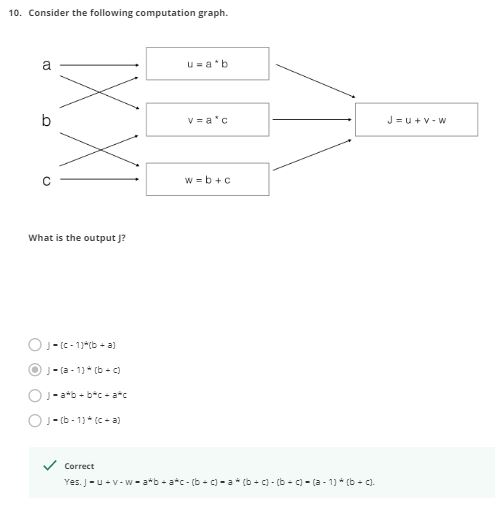 10. Consider the following computation graph.
a
u = a * b
b
v = a * c
J = u + v - w
c
w = b + c
What is the output J?
J = (c - 1)*(b + a)
J = (a - 1) * (b + c)
J = a*b + b*c + a*c
J = (b - 1) * (c + a)
Correct
Yes. J = u + v - w = a*b + a*c - (b + c) = a * (b + c) - (b + c) = (a - 1) * (b + c).